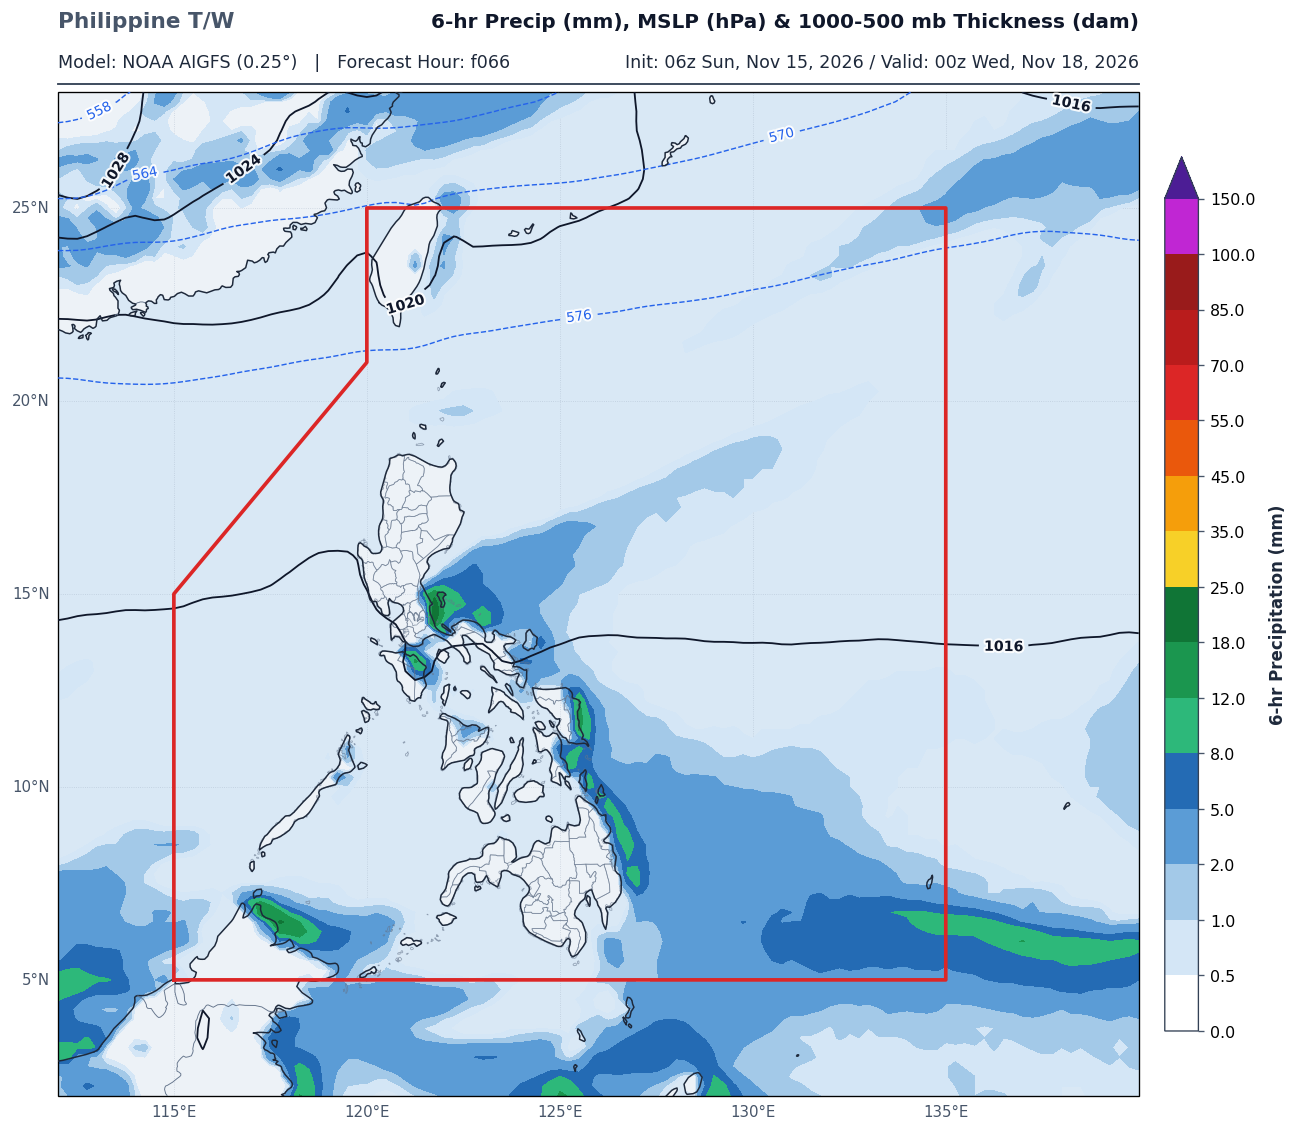 Philippine T/W
6-hr Precip (mm), MSLP (hPa) & 1000-500 mb Thickness (dam)
Model: NOAA AIGFS (0.25°) | Forecast Hour: f066
Init: 06z Sun, Nov 15, 2026 / Valid: 00z Wed, Nov 18, 2026
558
1016
570
1028
564
1024
25°N
1020
576
20°N
15°N
1016
10°N
5°N
115°E
120°E
125°E
130°E
135°E
150.0
100.0
85.0
70.0
55.0
45.0
35.0
25.0
18.0
12.0
8.0
5.0
2.0
1.0
0.5
0.0
6-hr Precipitation (mm)